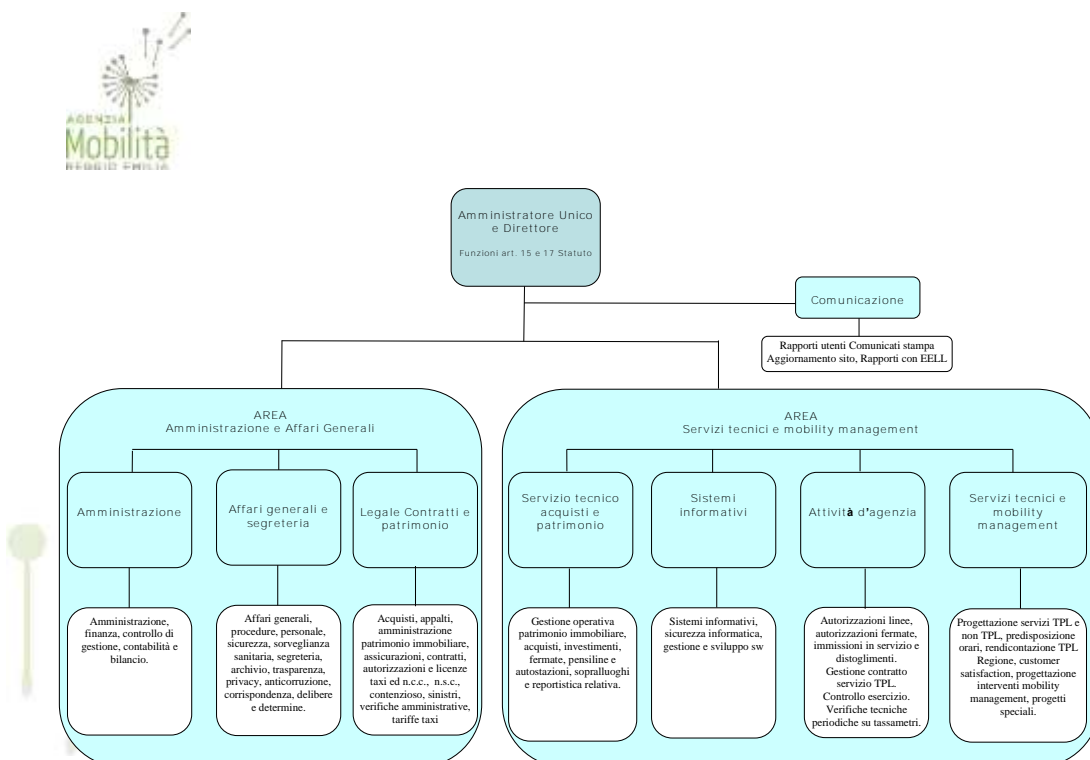 AGENZIA
Mobilità
REGGIO EMILIA
Amministratore Unico
e Direttore
Funzioni art. 15 e 17 Statuto
Comunicazione
Rapporti utenti Comunicati stampa
Aggiornamento sito, Rapporti con EELL
AREA
Amministrazione e Affari Generali
Amministrazione
Affari generali e
segreteria
Legale Contratti e
patrimonio
Amministrazione,
finanza, controllo di
gestione, contabilità e
bilancio.
Affari generali,
procedure, personale,
sicurezza, sorveglianza
sanitaria, segreteria,
archivio, trasparenza,
privacy, anticorruzione,
corrispondenza, delibere
e determine.
Acquisti, appalti,
amministrazione
patrimonio immobiliare,
assicurazioni, contratti,
autorizzazioni e licenze
taxi ed n.c.c., n.s.c.,
contenzioso, sinistri,
verifiche amministrative,
tariffe taxi
AREA
Servizi tecnici e mobility management
Servizio tecnico
acquisti e
patrimonio
Sistemi
informativi
Attività d'agenzia
Servizi tecnici e
mobility
management
Gestione operativa
patrimonio immobiliare,
acquisti, investimenti,
fermate, pensiline e
autostazioni, sopralluoghi
e reportistica relativa.
Sistemi informativi,
sicurezza informatica,
gestione e sviluppo sw
Autorizzazioni linee,
autorizzazioni fermate,
immissioni in servizio e
distoglimenti.
Gestione contratto
servizio TPL.
Controllo esercizio.
Verifiche tecniche
periodiche su tassametri.
Progettazione servizi TPL e
non TPL, predisposizione
orari, rendicontazione TPL
Regione, customer
satisfaction, progettazione
interventi mobility
management, progetti
speciali.